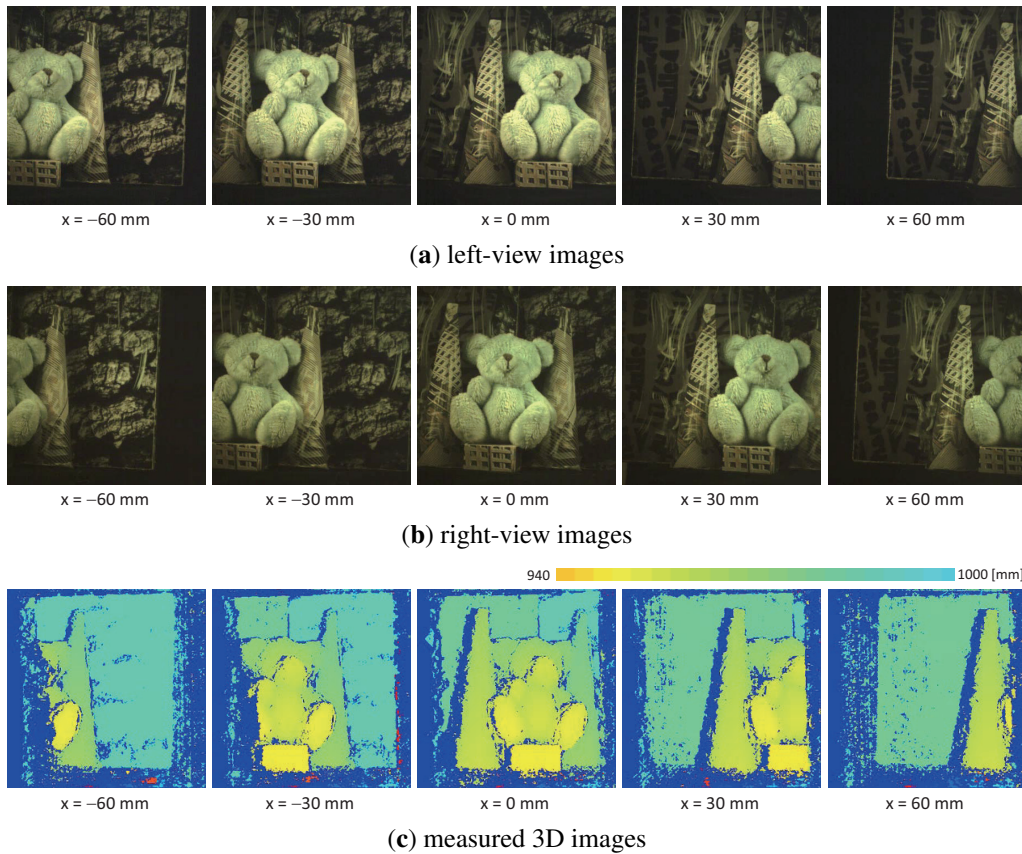 x = −60 mm x = −30 mm x = 0 mm x = 30 mm x = 60 mm
(a) left-view images
x = −60 mm x = −30 mm x = 0 mm x = 30 mm x = 60 mm
(b) right-view images
940 1000 [mm]
x = −60 mm x = −30 mm x = 0 mm x = 30 mm x = 60 mm
(c) measured 3D images